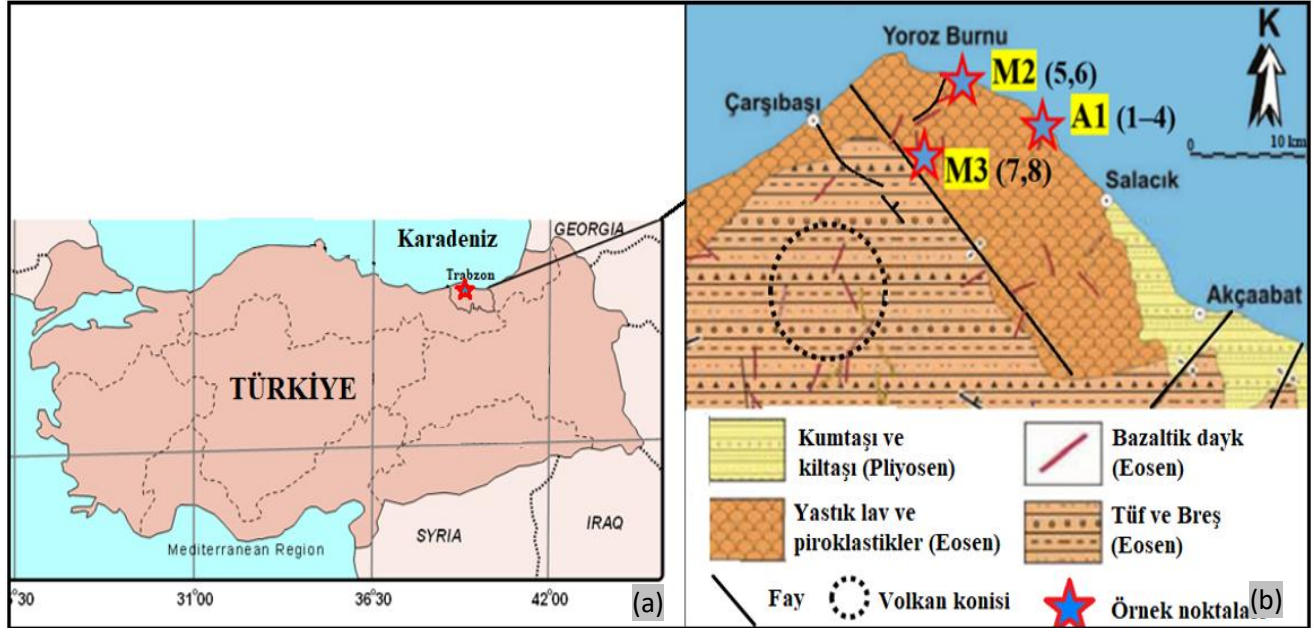 Karadeniz
GEORGIA
Trabzon
TÜRKİYE
SYRIA
IRAQ
Mediterranean Region
30
31°00
36°30
42°00
(a)
Yoroz Burnu
K
M2 (5,6)
Çarşıbaşı
A1 (1–4)
0 10 km
M3 (7,8)
Salacık
Akçaabat
Kumtaşı ve
kiltaşı (Pliyosen)
Bazaltik dayk
(Eosen)
Yastık lav ve
piroklastikler (Eosen)
Tüf ve Breş
(Eosen)
Fay
Volkan konisi
Örnek
(b)